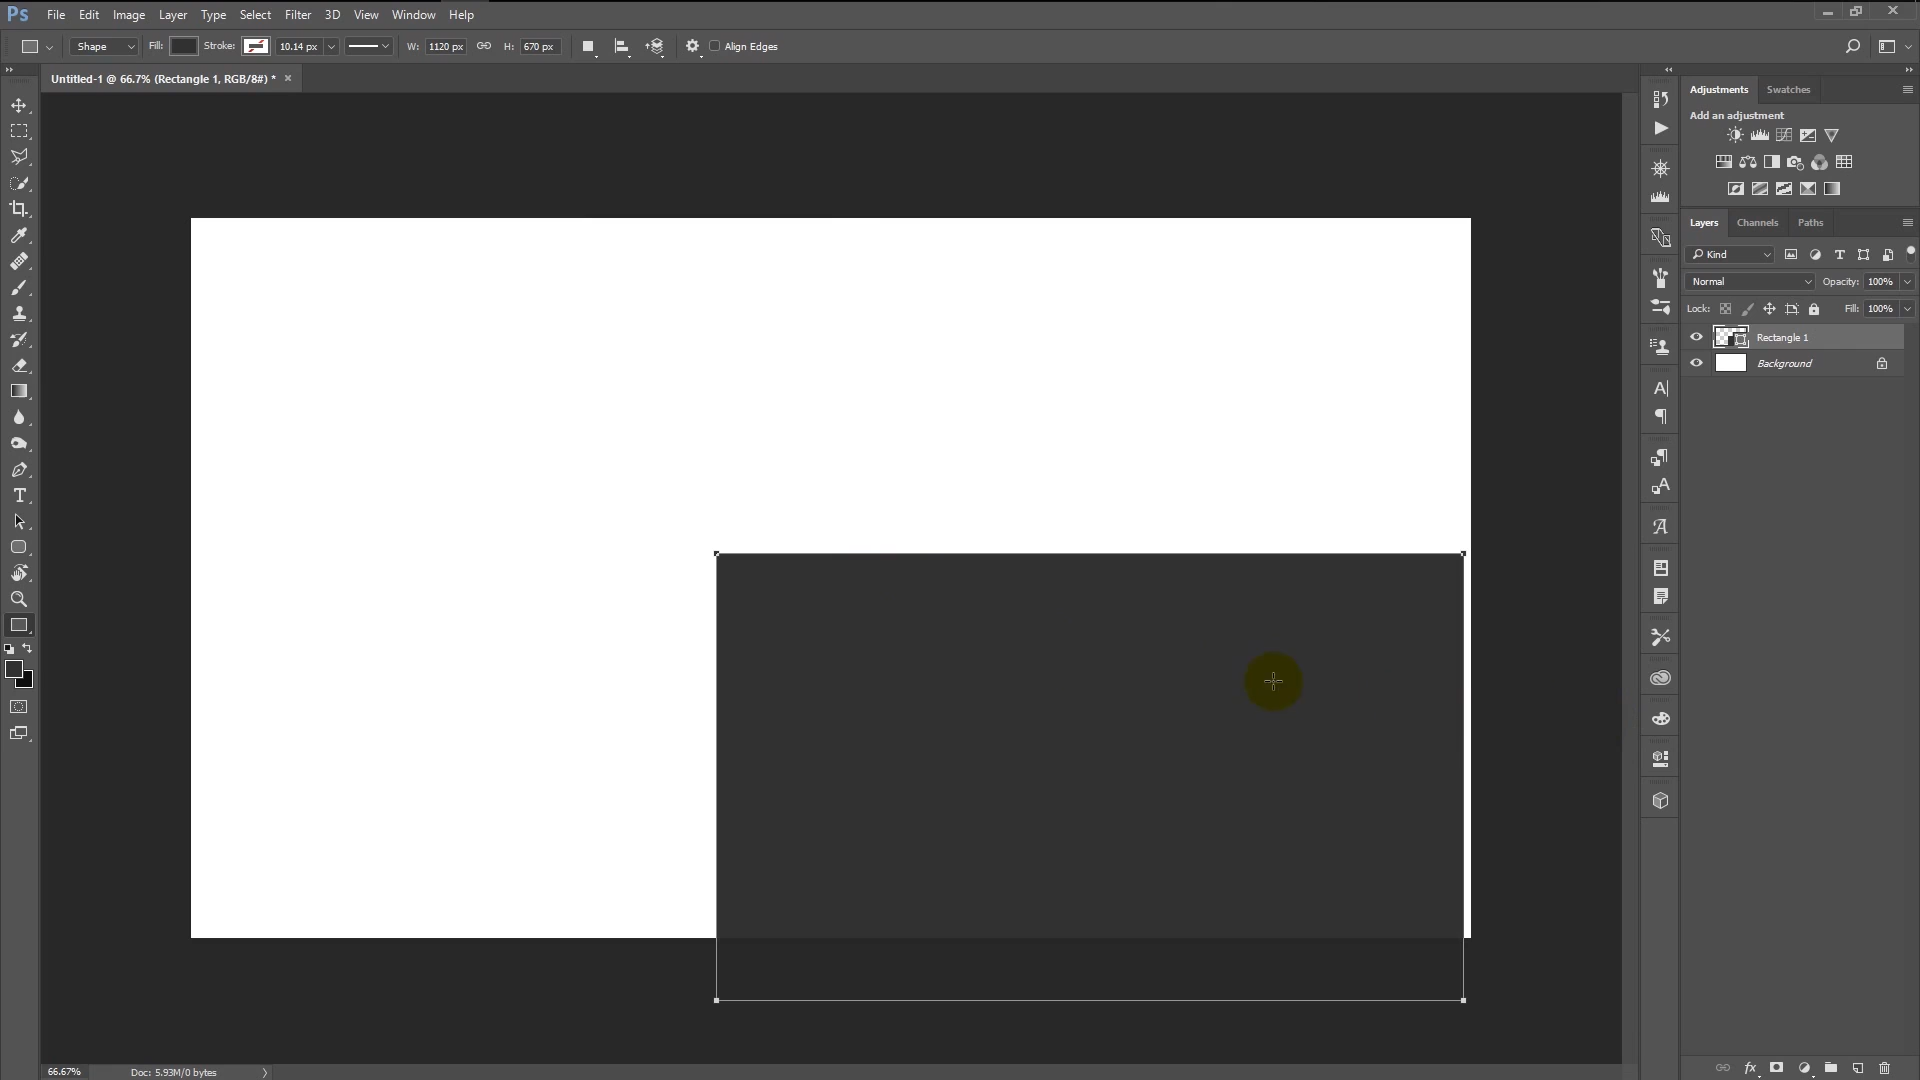 Ps File Edit Image Layer Type Select Filter 3D View Window Help
Shape Fill: Stroke: 10.14 px W: 1120 px H: 670 px Align Edges
Untitled-1 @ 66.7% (Rectangle 1, RGB/8#) * ×
Adjustments Swatches
Add an adjustment
Layers Channels Paths
Kind
Normal Opacity: 100%
Lock: Fill: 100%
Rectangle 1
Background
66.67% Doc: 5.93M/0 bytes